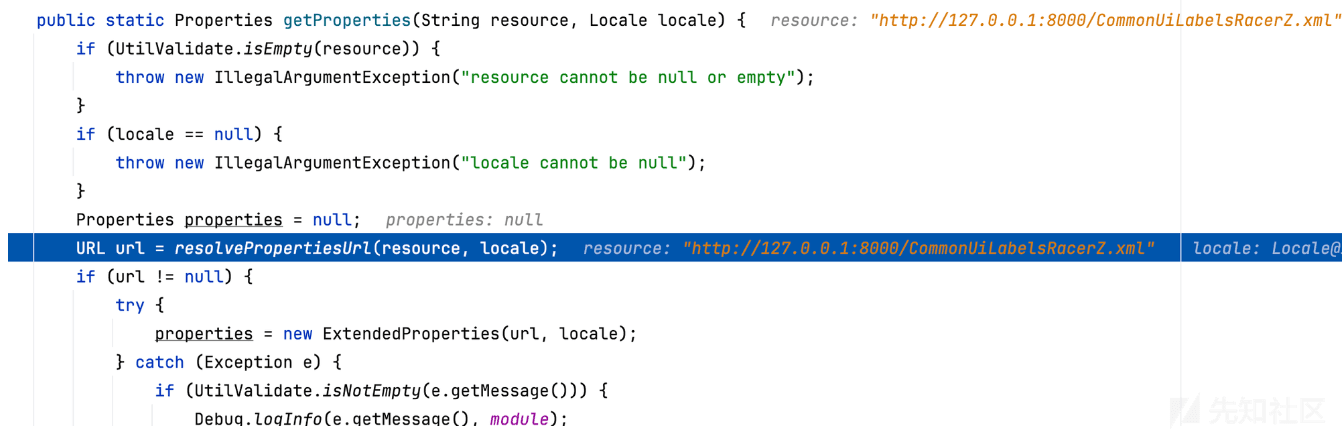 public static Properties getProperties(String resource, Locale locale) {   resource: "http://127.0.0.1:8000/CommonUiLabelsRacerZ.xml"
    if (UtilValidate.isEmpty(resource)) {
        throw new IllegalArgumentException("resource cannot be null or empty");
    }
    if (locale == null) {
        throw new IllegalArgumentException("locale cannot be null");
    }
    Properties properties = null;   properties: null
    URL url = resolvePropertiesUrl(resource, locale);   resource: "http://127.0.0.1:8000/CommonUiLabelsRacerZ.xml"   locale: Locale@
    if (url != null) {
        try {
            properties = new ExtendedProperties(url, locale);
        } catch (Exception e) {
            if (UtilValidate.isNotEmpty(e.getMessage())) {
                Debug.logInfo(e.getMessage(), module);
先知社区